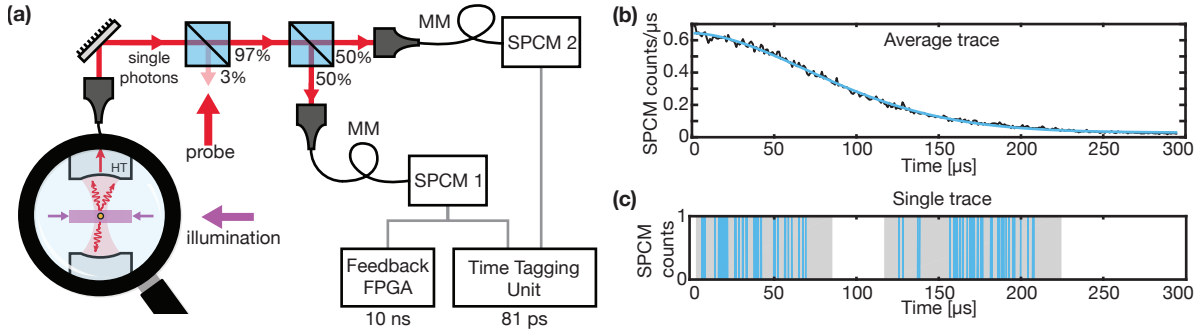 (a)
single
photons
97%
3%
50%
50%
MM
SPCM 2
MM
SPCM 1
probe
HT
illumination
Feedback
FPGA
10 ns
Time Tagging
Unit
81 ps
(b)
Average trace
SPCM counts/µs
0.6
0.4
0.2
0
0 50 100 150 200 250 300
Time [µs]
(c)
Single trace
SPCM
counts
1
0
0 50 100 150 200 250 300
Time [µs]